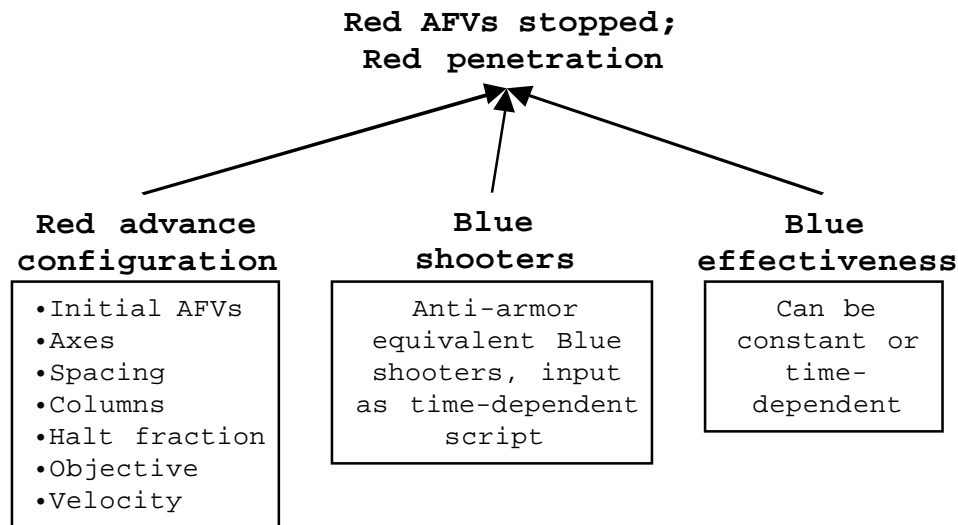 Red AFVs stopped;
Red penetration
Red advance
configuration
•Initial AFVs
•Axes
•Spacing
•Columns
•Halt fraction
•Objective
•Velocity
Blue
shooters
Anti-armor
equivalent Blue
shooters, input
as time-dependent
script
Blue
effectiveness
Can be
constant or
time-
dependent